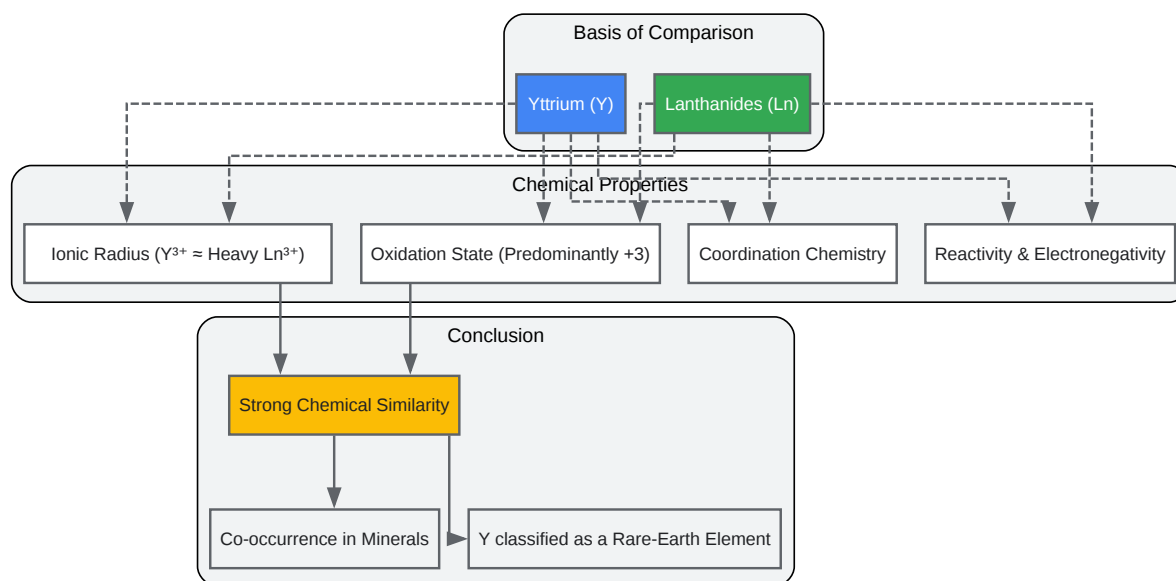 Basis of Comparison
Yttrium (Y)
Lanthanides (Ln)
Chemical Properties
Ionic Radius (Y³⁺ ≈ Heavy Ln³⁺)
Oxidation State (Predominantly +3)
Coordination Chemistry
Reactivity & Electronegativity
Conclusion
Strong Chemical Similarity
Co-occurrence in Minerals
Y classified as a Rare-Earth Element